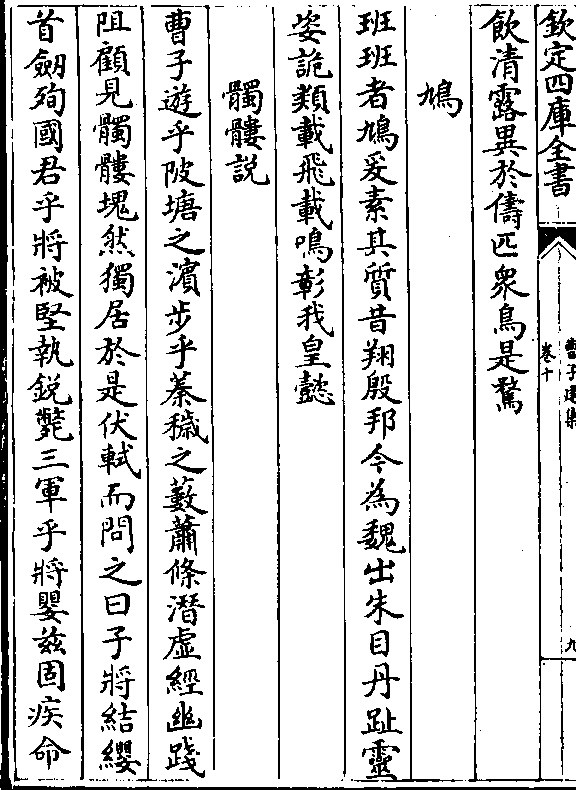 欽定四庫全書
曹子建集
卷十
九
飲清露異於儔匹衆鳥是驚
鳩
班班者鳩爰素其質昔翔殷邦今為魏出朱目丹趾靈
姿詭類載飛載鳴彰我皇懿
髑髏説
曹子遊乎陂塘之濱步乎蓁穢之藪蕭條潛虛經幽踐
阻顧見髑髏塊然獨居於是伏軾而問之曰子將結纓
首劒殉國君乎將被堅執鋭斃三軍乎將嬰兹固疾命